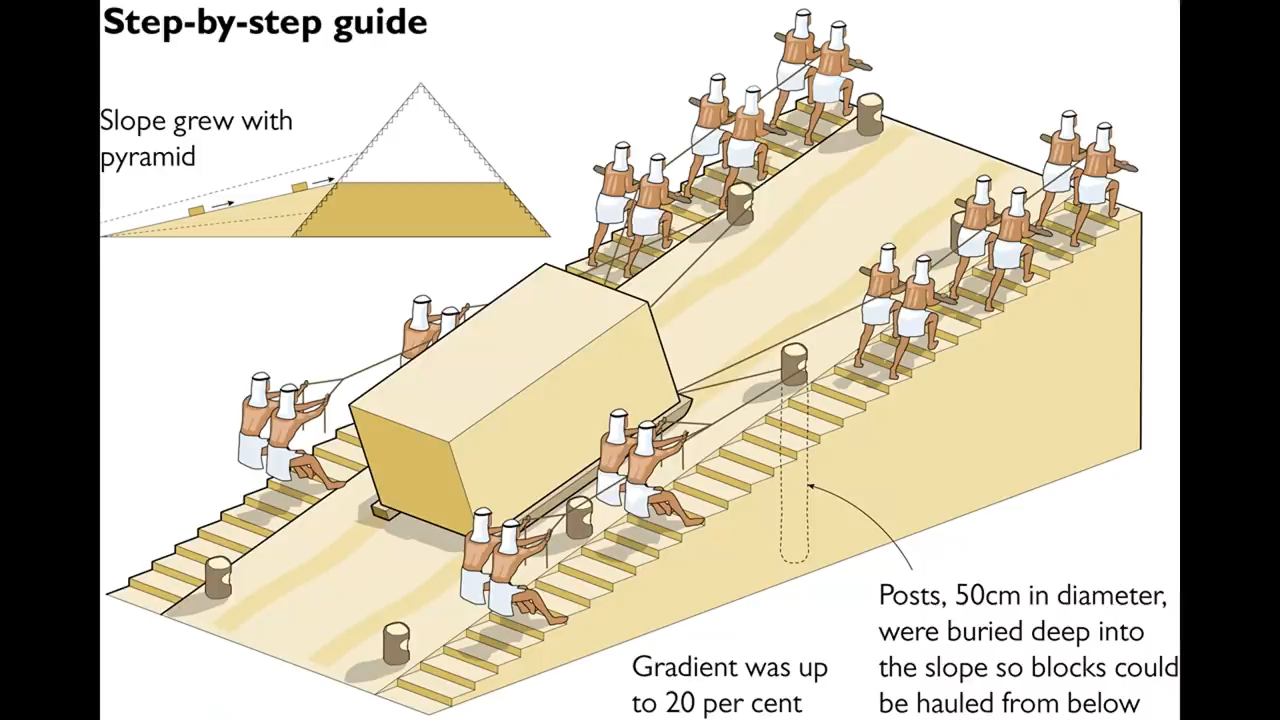 Step-by-step guide
Slope grew with
pyramid
Gradient was up
to 20 per cent
Posts, 50cm in diameter,
were buried deep into
the slope so blocks could
be hauled from below